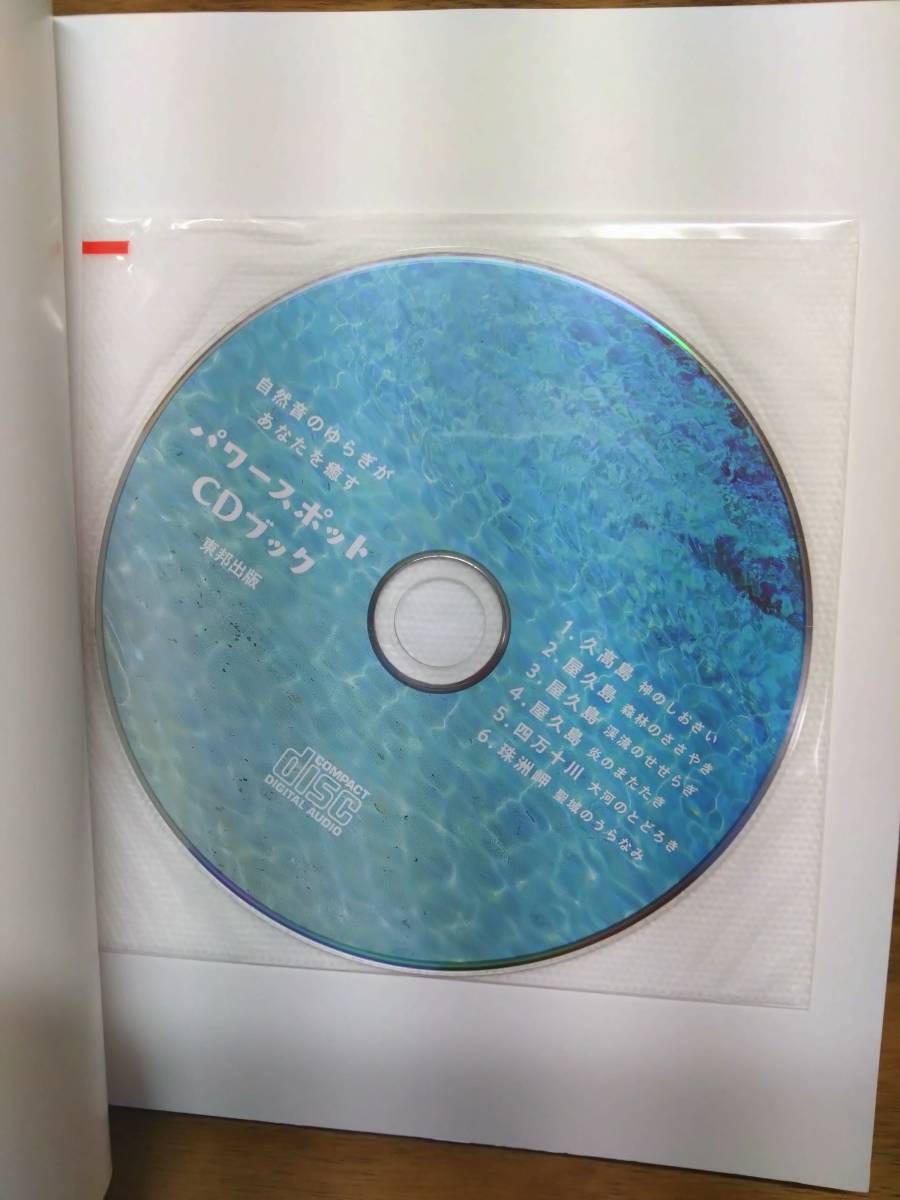 自然音のゆらぎが
あなたを癒す
パワースポット
CDブック
東邦出版
1. 久高島 神のしおさい
2. 屋久島 森林のささやき
3. 屋久島 渓流のせせらぎ
4. 屋久島 炎のまたたき
5. 四万十川 大河のとどろき
6. 珠洲岬 聖域のうらなみ
COMPACT
disc
DIGITAL AUDIO